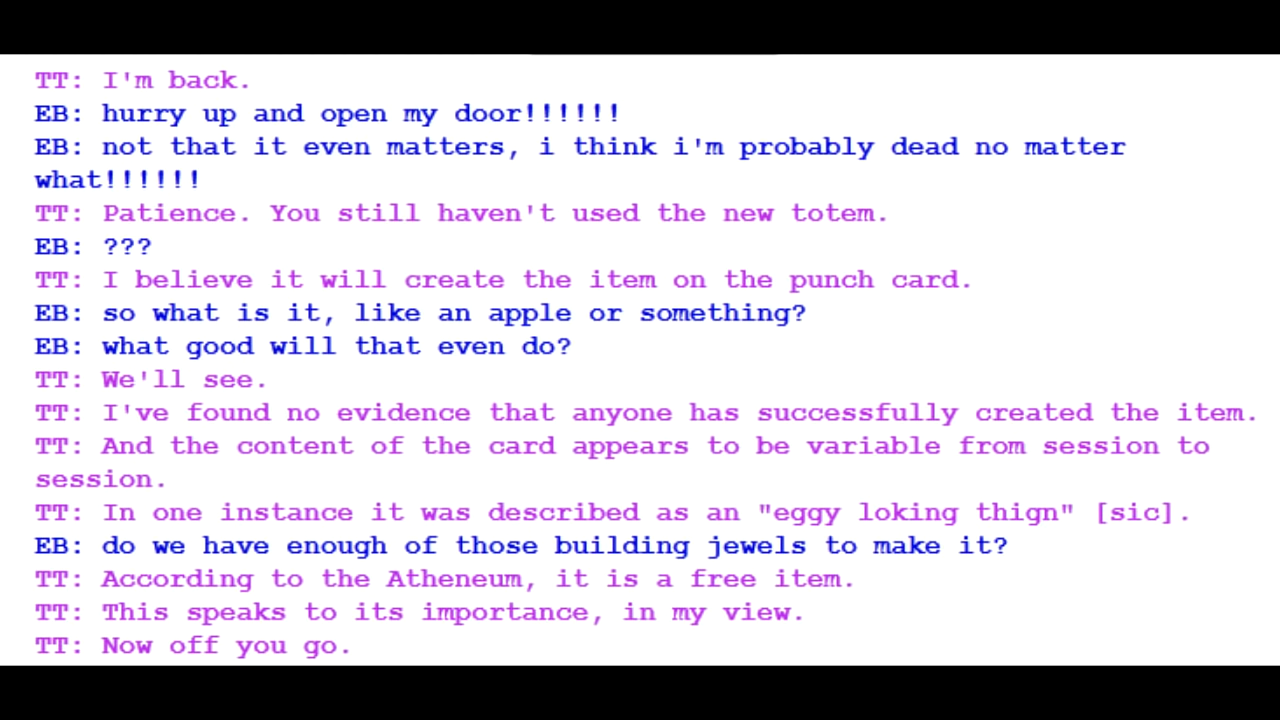 TT: I'm back.
EB: hurry up and open my door!!!!!!
EB: not that it even matters, i think i'm probably dead no matter
what!!!!!!
TT: Patience. You still haven't used the new totem.
EB: ???
TT: I believe it will create the item on the punch card.
EB: so what is it, like an apple or something?
EB: what good will that even do?
TT: We'll see.
TT: I've found no evidence that anyone has successfully created the item.
TT: And the content of the card appears to be variable from session to
session.
TT: In one instance it was described as an "eggy loking thign" [sic].
EB: do we have enough of those building jewels to make it?
TT: According to the Atheneum, it is a free item.
TT: This speaks to its importance, in my view.
TT: Now off you go.